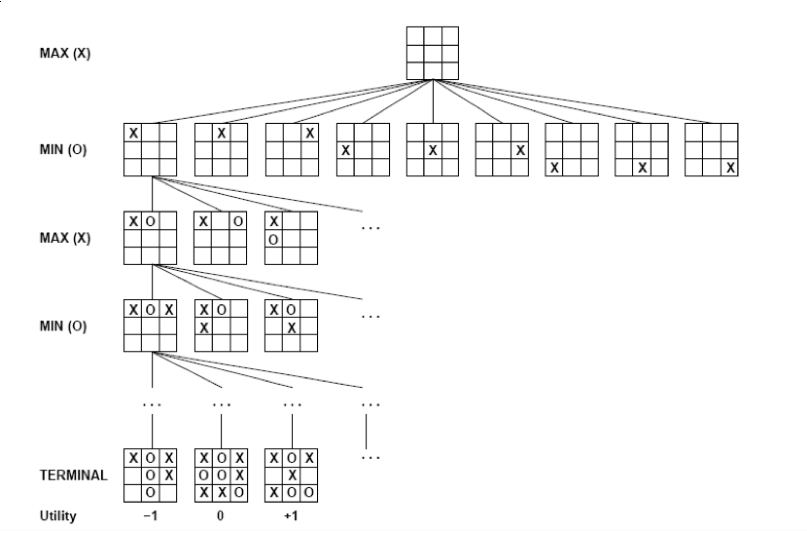 MAX (X)
X X X
MIN (O) X X X
X X X
X O X O X
MAX (X) O
X O X X O X O
MIN (O) X X
... ... ... ...
X O X X O X X O X
TERMINAL O X O O X X
O X X O X O O
Utility −1 0 +1